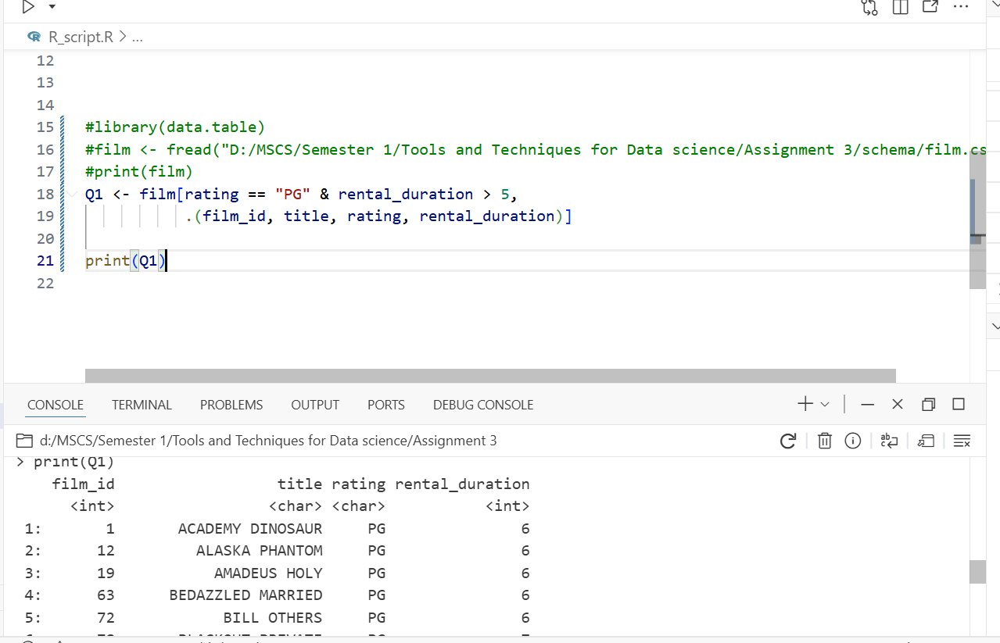 R_script.R > ...
12
13
14
15 #library(data.table)
16 #film <- fread("D:/MSCS/Semester 1/Tools and Techniques for Data science/Assignment 3/schema/film.cs
17 #print(film)
18 Q1 <- film[rating == "PG" & rental_duration > 5,
19 .(film_id, title, rating, rental_duration)]
20
21 print(Q1)
22
CONSOLE TERMINAL PROBLEMS OUTPUT PORTS DEBUG CONSOLE
d:/MSCS/Semester 1/Tools and Techniques for Data science/Assignment 3
> print(Q1)
film_id title rating rental_duration
<int> <char> <char> <int>
1: 1 ACADEMY DINOSAUR PG 6
2: 12 ALASKA PHANTOM PG 6
3: 19 AMADEUS HOLY PG 6
4: 63 BEDAZZLED MARRIED PG 6
5: 72 BILL OTHERS PG 6